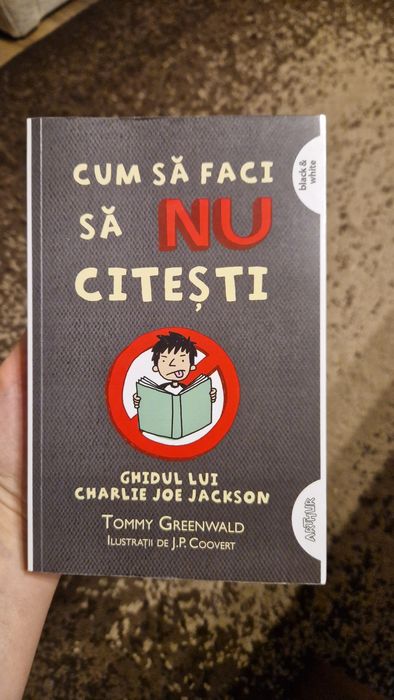 black &
white
CUM SĂ FACI
SĂ NU
CITEȘTI
GHIDUL LUI
CHARLIE JOE JACKSON
TOMMY GREENWALD
ILUSTRAȚII DE J.P. COOVERT
ARTHUR